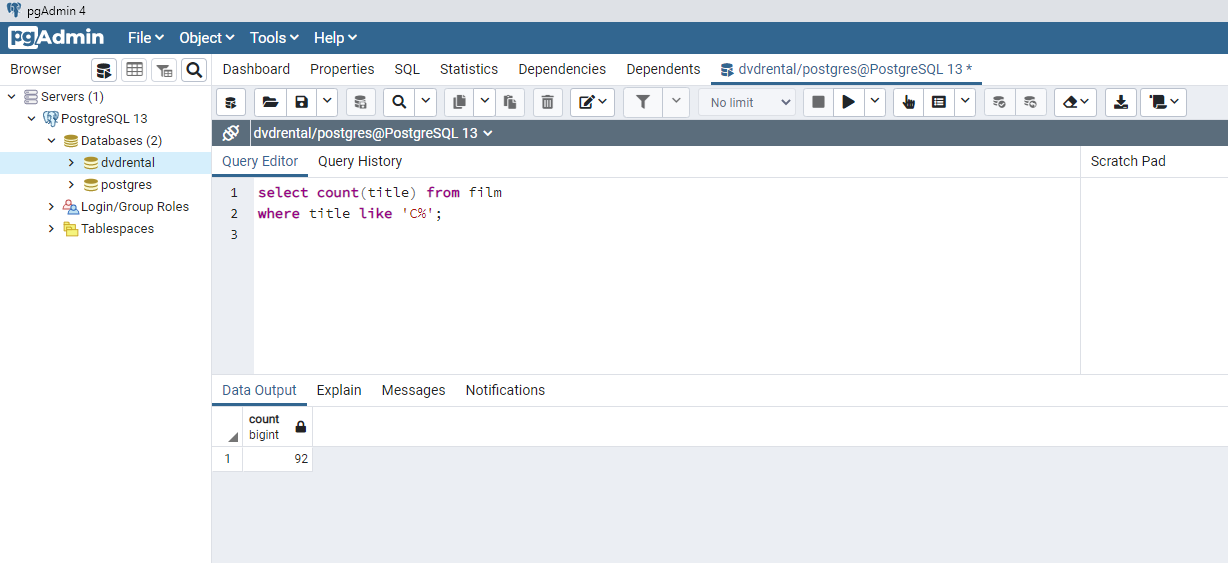 pgAdmin 4
pgAdmin File Object Tools Help
Browser Dashboard Properties SQL Statistics Dependencies Dependents dvdrental/postgres@PostgreSQL 13 *
Servers (1)
No limit
PostgreSQL 13
dvdrental/postgres@PostgreSQL 13
Databases (2)
dvdrental
postgres
Login/Group Roles
Tablespaces
Query Editor Query History Scratch Pad
1 select count(title) from film
2 where title like 'C%';
3
Data Output Explain Messages Notifications
count
bigint
1 92